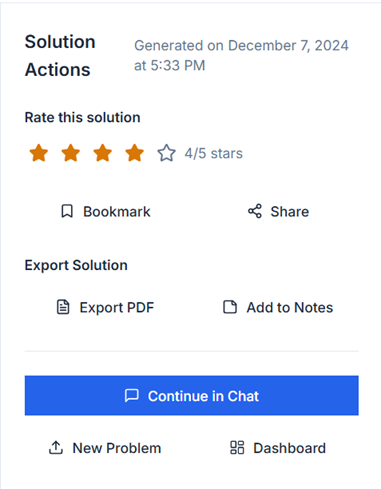 Solution
Actions
Generated on December 7, 2024
at 5:33 PM
Rate this solution
4/5 stars
Bookmark
Share
Export Solution
Export PDF
Add to Notes
Continue in Chat
New Problem
Dashboard